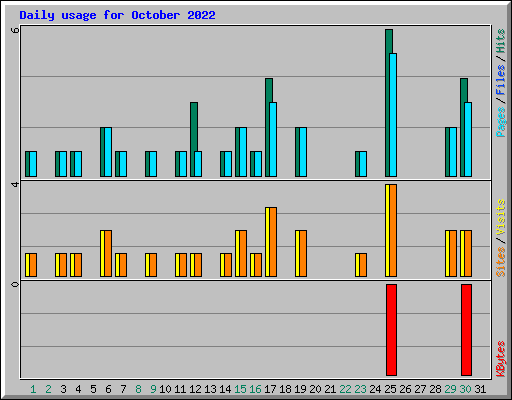 Daily usage for October 2022
6
Pages / Files / Hits
4
Sites / Visits
0
KBytes
1 2 3 4 5 6 7 8 9 10 11 12 13 14 15 16 17 18 19 20 21 22 23 24 25 26 27 28 29 30 31